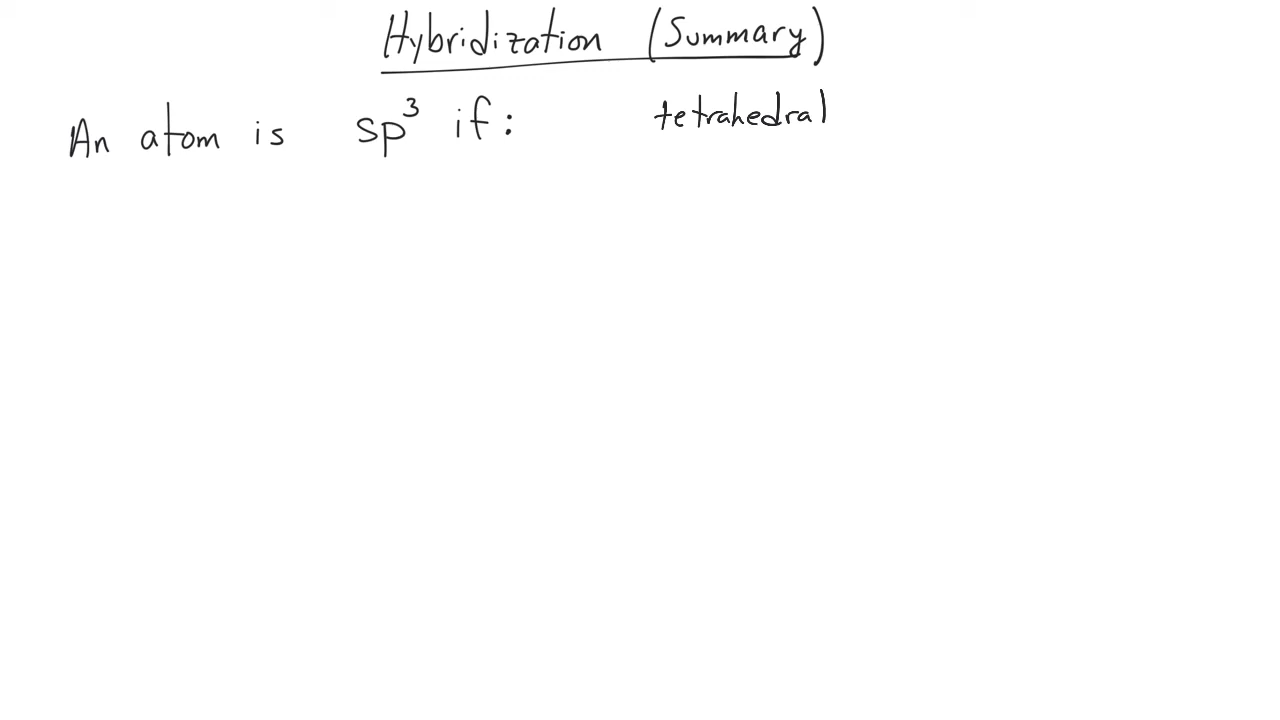 Hybridization (Summary)
An atom is sp³ if: tetrahedral